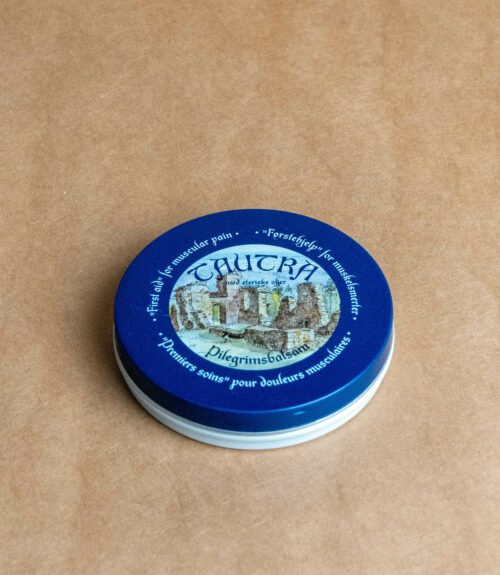 • "First aid" for muscular pain •
• "Førstehjelp" for muskelsmerter •
TAUTRA
med eteriske oljer
Pilegrimsbalsam
• "Premiers soins" pour douleurs musculaires •